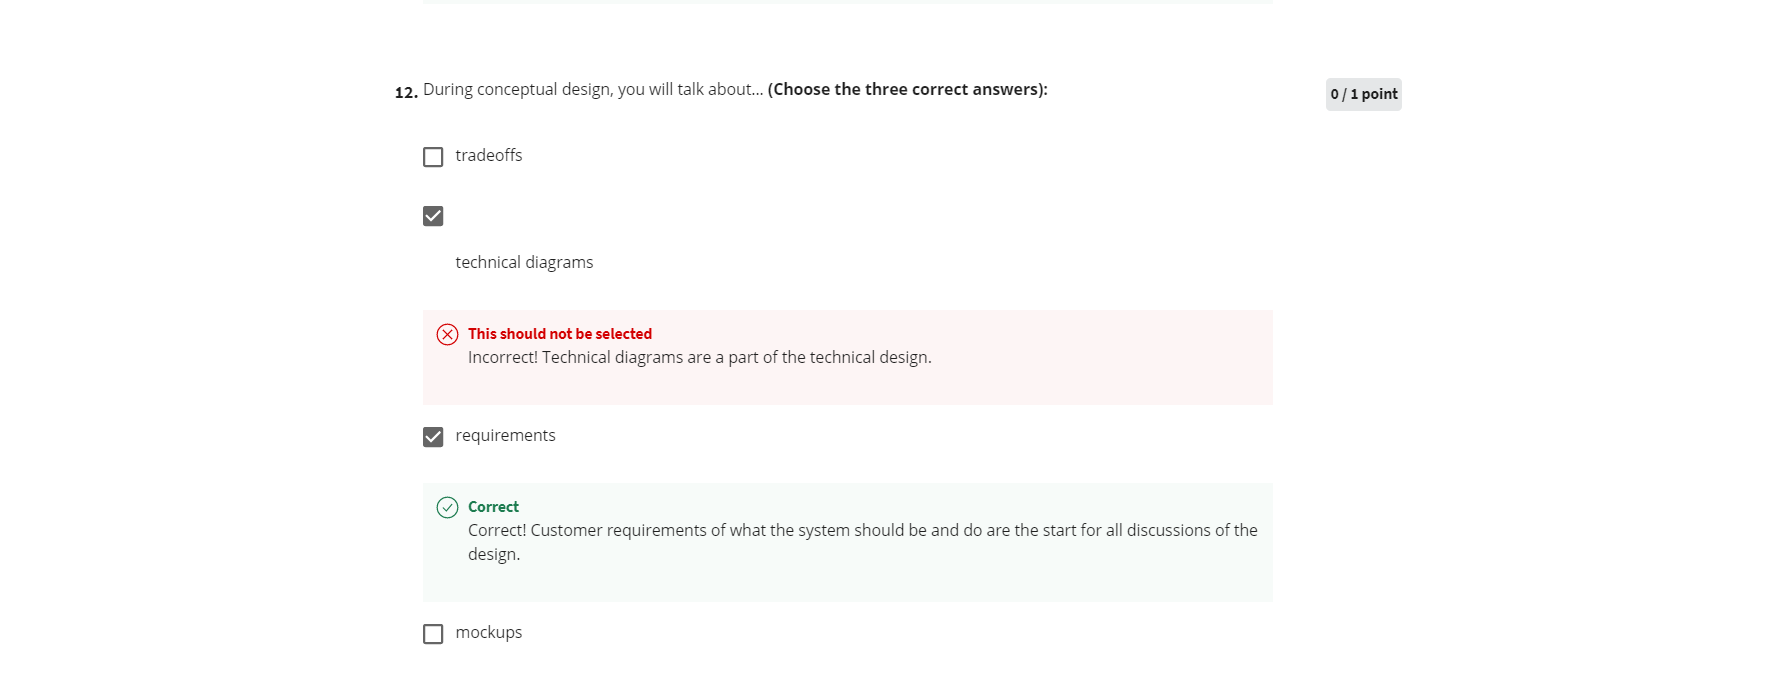 12. During conceptual design, you will talk about... (Choose the three correct answers):
0 / 1 point
tradeoffs
technical diagrams
This should not be selected
Incorrect! Technical diagrams are a part of the technical design.
requirements
Correct
Correct! Customer requirements of what the system should be and do are the start for all discussions of the
design.
mockups